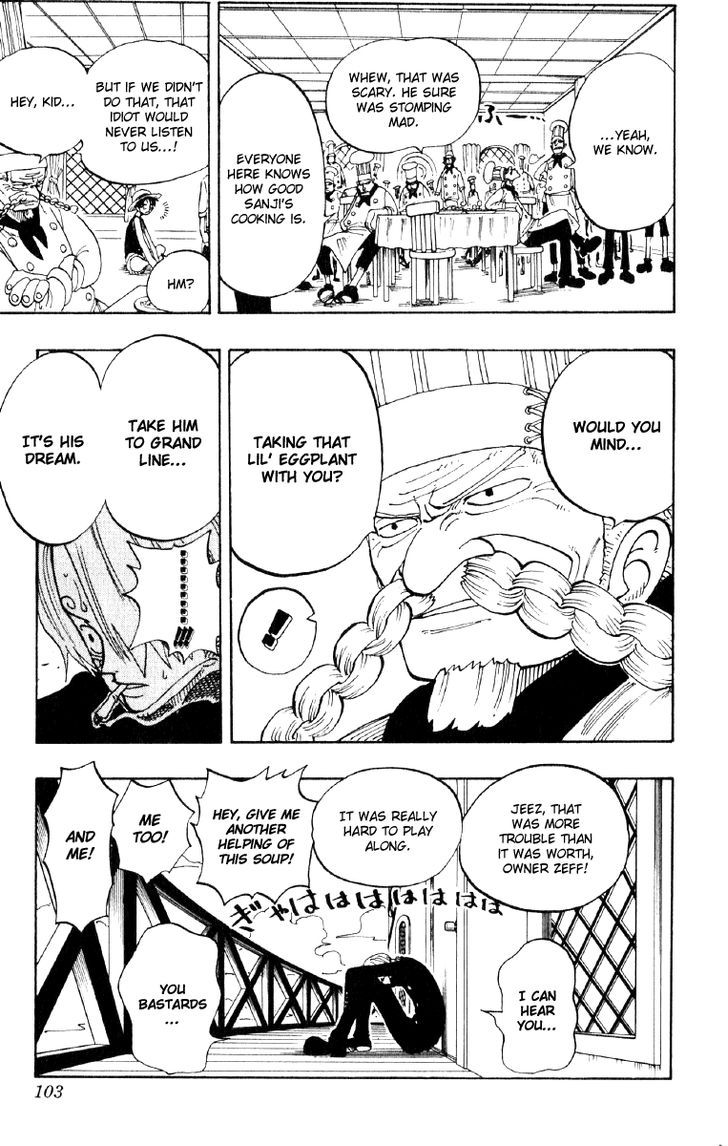 ...YEAH,
WE KNOW.
WHEW, THAT WAS
SCARY. HE SURE
WAS STOMPING
MAD.
ふー
EVERYONE
HERE KNOWS
HOW GOOD
SANJI'S
COOKING IS.
BUT IF WE DIDN'T
DO THAT, THAT
IDIOT WOULD
NEVER LISTEN
TO US...!
HEY, KID...
HM?
WOULD YOU
MIND...
TAKING THAT
LIL' EGGPLANT
WITH YOU?
!!
TAKE HIM
TO GRAND
LINE...
IT'S HIS
DREAM.
........!!!
JEEZ, THAT
WAS MORE
TROUBLE THAN
IT WAS WORTH,
OWNER ZEFF!
IT WAS REALLY
HARD TO PLAY
ALONG.
HEY, GIVE ME
ANOTHER
HELPING OF
THIS SOUP!
ME
TOO!
AND
ME!
ぎゃはははははははは
I CAN
HEAR
YOU...
YOU
BASTARDS
...
103